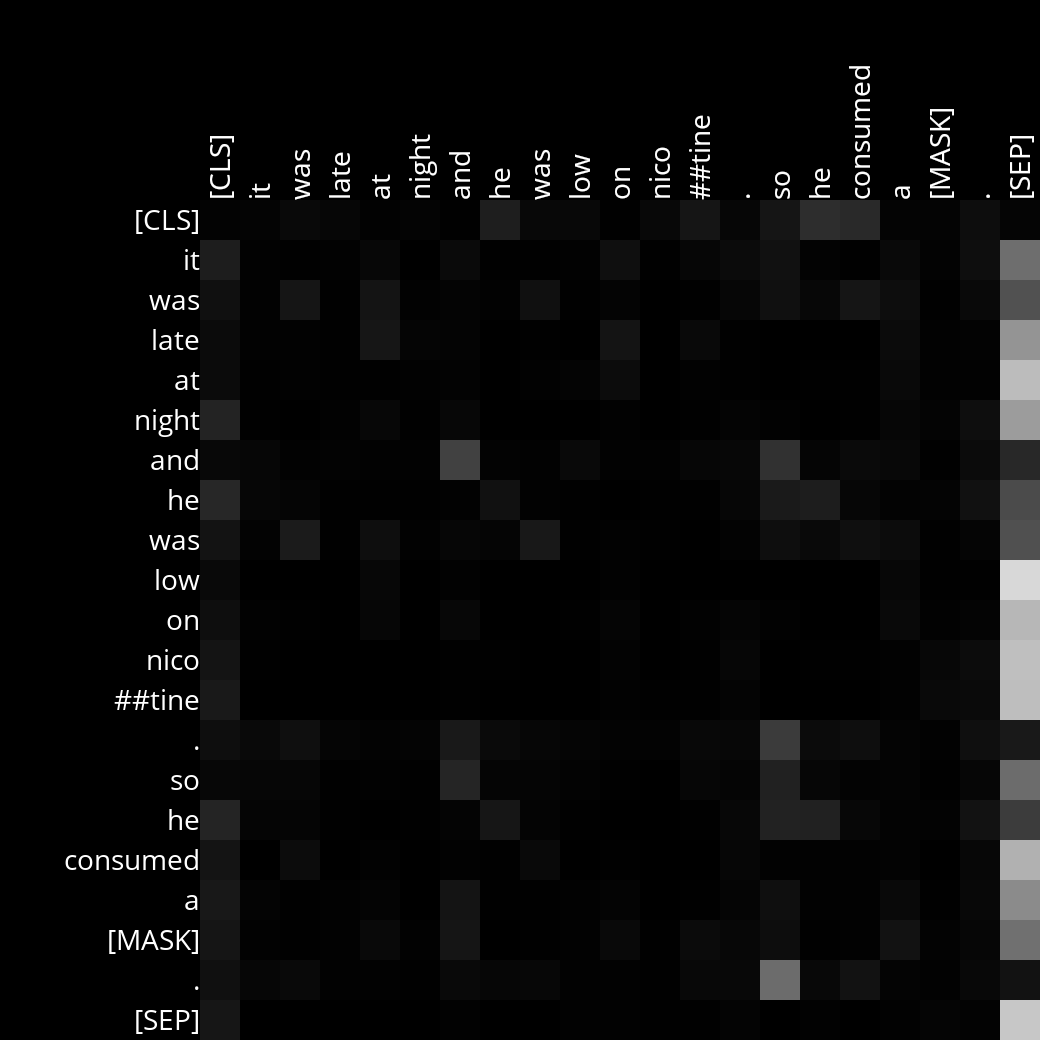 [CLS] it was late at night and he was low on nico ##tine . so he consumed a [MASK] . [SEP]
[CLS]
it
was
late
at
night
and
he
was
low
on
nico
##tine
.
so
he
consumed
a
[MASK]
.
[SEP]